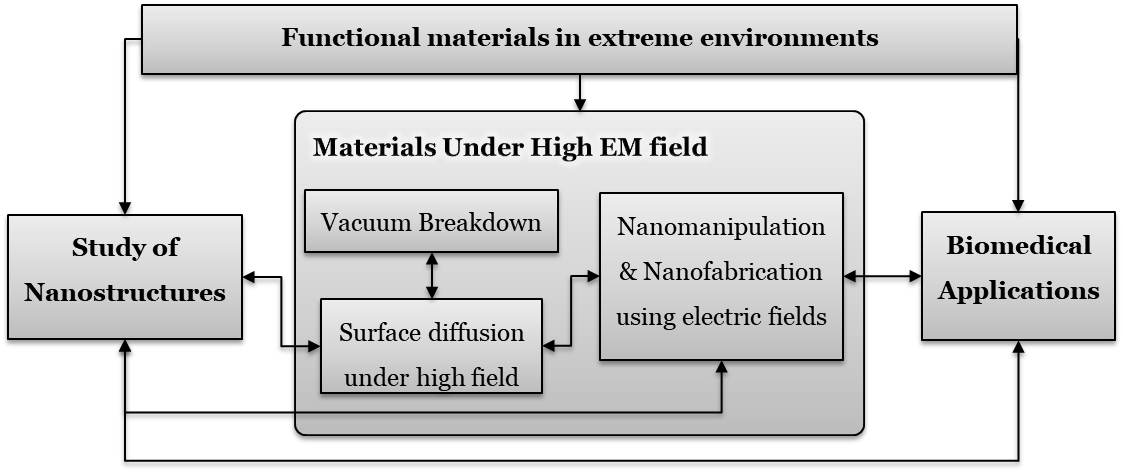 Functional materials in extreme environments
Materials Under High EM field
Vacuum Breakdown
Nanomanipulation
& Nanofabrication
using electric fields
Study of
Nanostructures
Surface diffusion
under high field
Biomedical
Applications